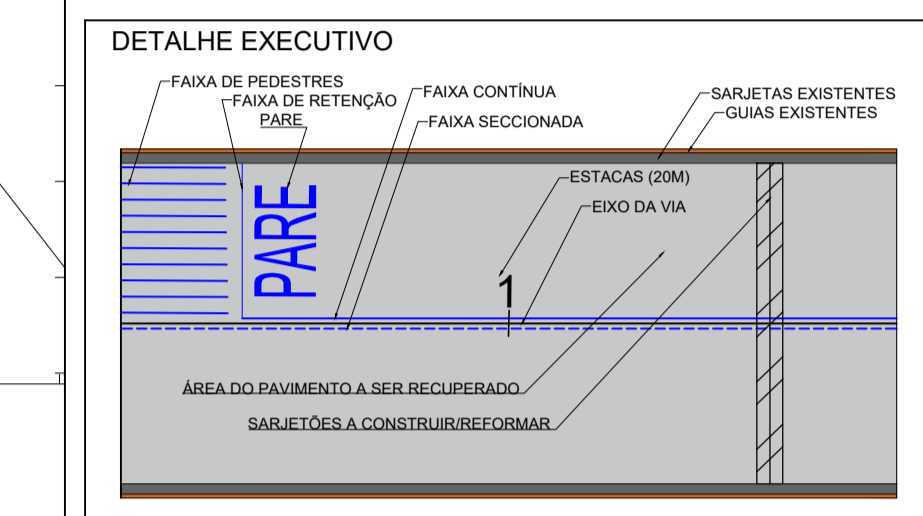 DETALHE EXECUTIVO
FAIXA DE PEDESTRES
FAIXA DE RETENÇÃO
PARE
FAIXA CONTÍNUA
FAIXA SECCIONADA
SARJETAS EXISTENTES
GUIAS EXISTENTES
ESTACAS (20M)
EIXO DA VIA
PARE
1
ÁREA DO PAVIMENTO A SER RECUPERADO
SARJETÕES A CONSTRUIR/REFORMAR